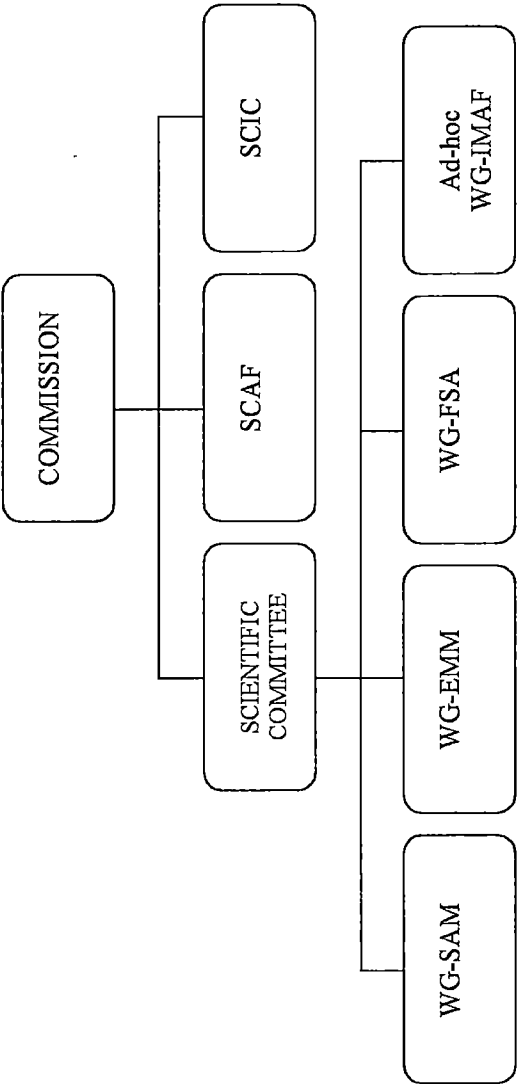 COMMISSION
SCIENTIFIC
COMMITTEE
SCAF
SCIC
WG-SAM
WG-EMM
WG-FSA
Ad-hoc
WG-IMAF